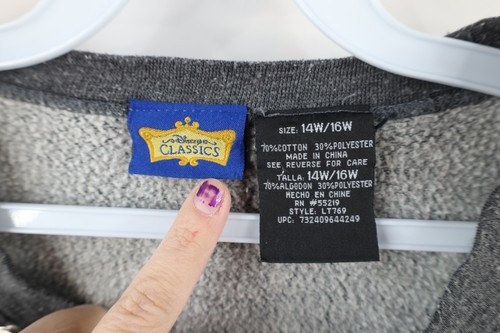 Disney
CLASSICS
SIZE: 14W/16W
70%COTTON 30%POLYESTER
MADE IN CHINA
SEE REVERSE FOR CARE
TALLA: 14W/16W
70%ALGODON 30%POLYESTER
HECHO EN CHINE
RN #55219
STYLE: LT769
UPC: 732409644249